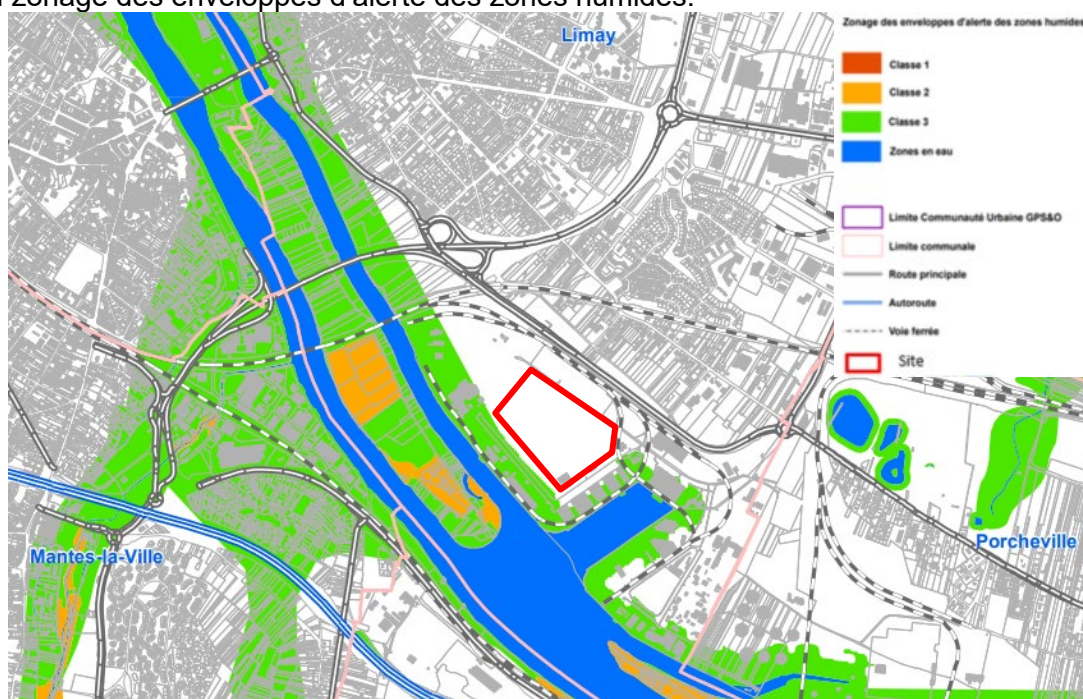 zonage des enveloppes d'alerte des zones humides.
Limay
Mantes-la-Ville
Porcheville
Zonage des enveloppes d'alerte des zones humides
Classe 1
Classe 2
Classe 3
Zones en eau
Limite Communauté Urbaine GPS&O
Limite communale
Route principale
Autoroute
Voie ferrée
Site